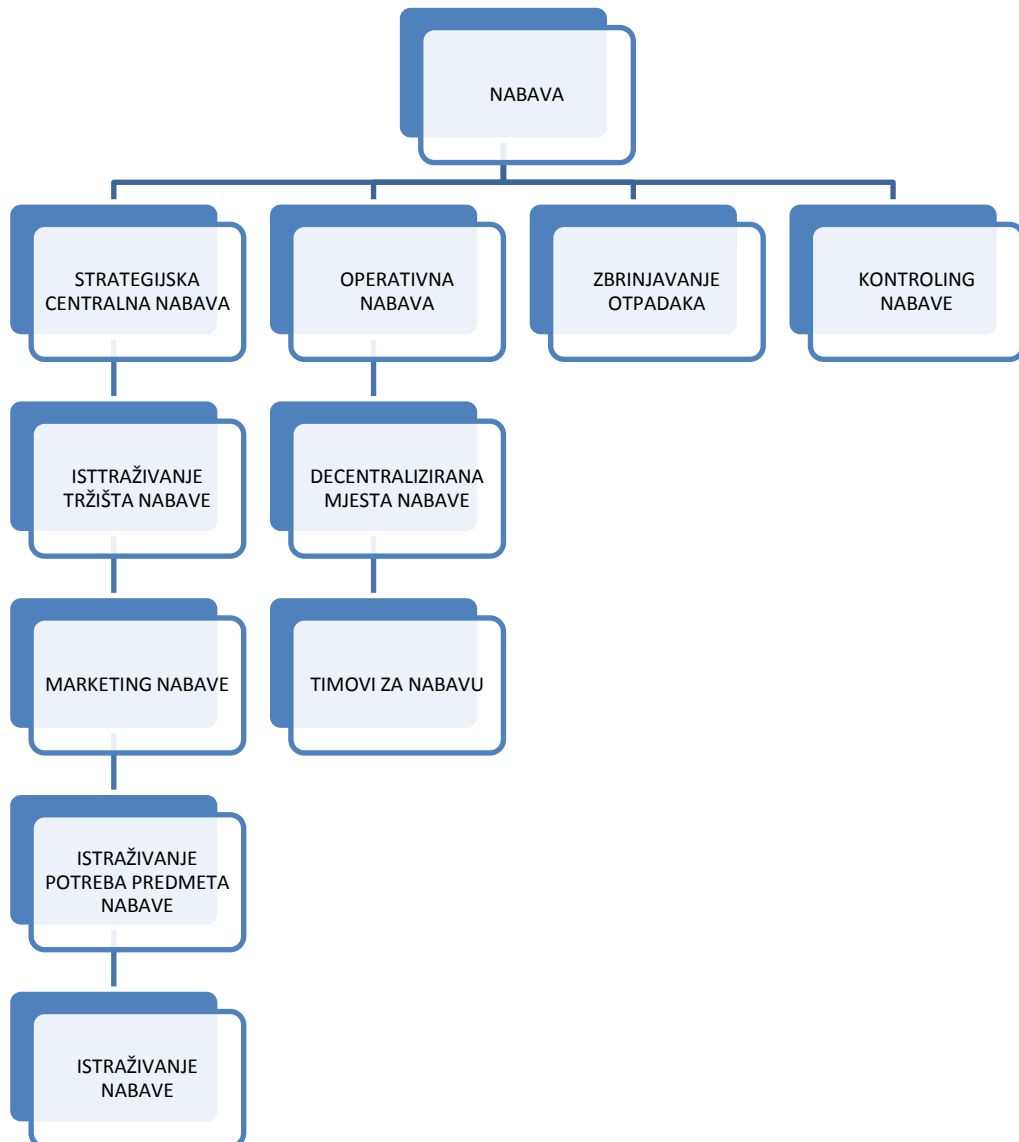 NABAVA
STRATEGIJSKA
CENTRALNA NABAVA
OPERATIVNA
NABAVA
ZBRINJAVANJE
OTPADAKA
KONTROLING
NABAVE
ISTTRAŽIVANJE
TRŽIŠTA NABAVE
DECENTRALIZIRANA
MJESTA NABAVE
MARKETING NABAVE
TIMOVI ZA NABAVU
ISTRAŽIVANJE
POTREBA PREDMETA
NABAVE
ISTRAŽIVANJE
NABAVE